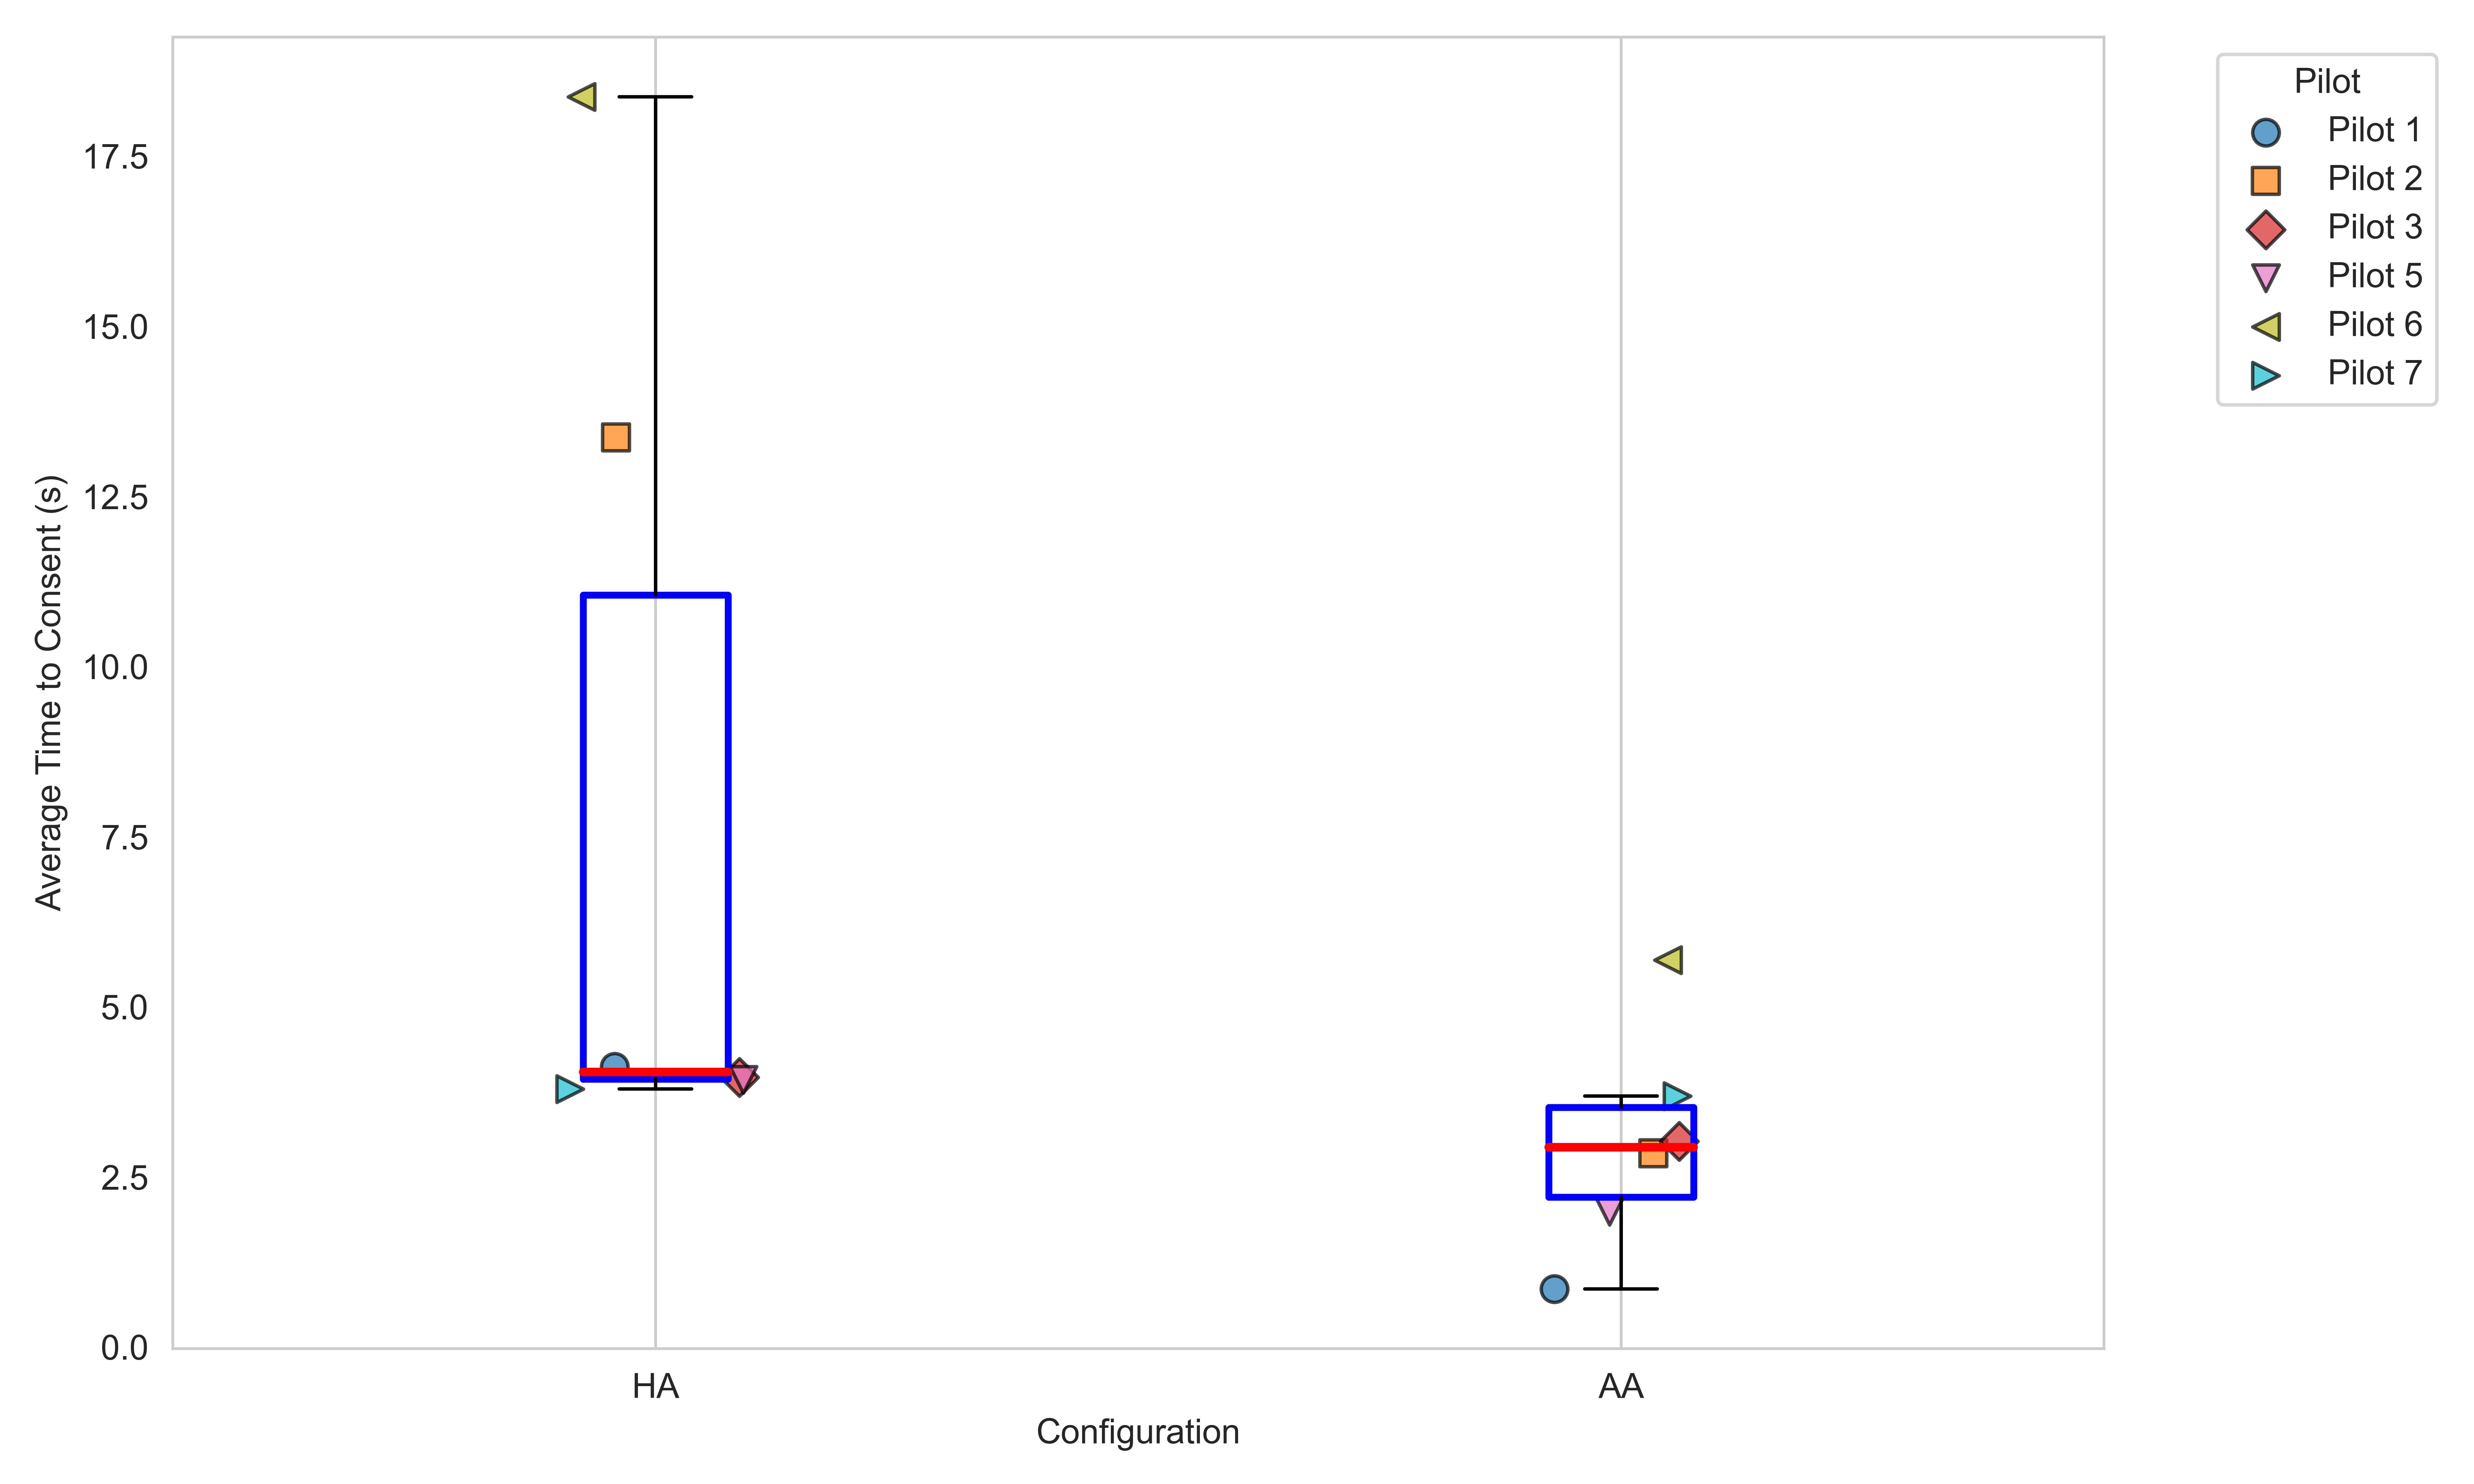 Pilot
Pilot 1
Pilot 2
Pilot 3
Pilot 5
Pilot 6
Pilot 7
Average Time to Consent (s)
17.5
15.0
12.5
10.0
7.5
5.0
2.5
0.0
HA
AA
Configuration